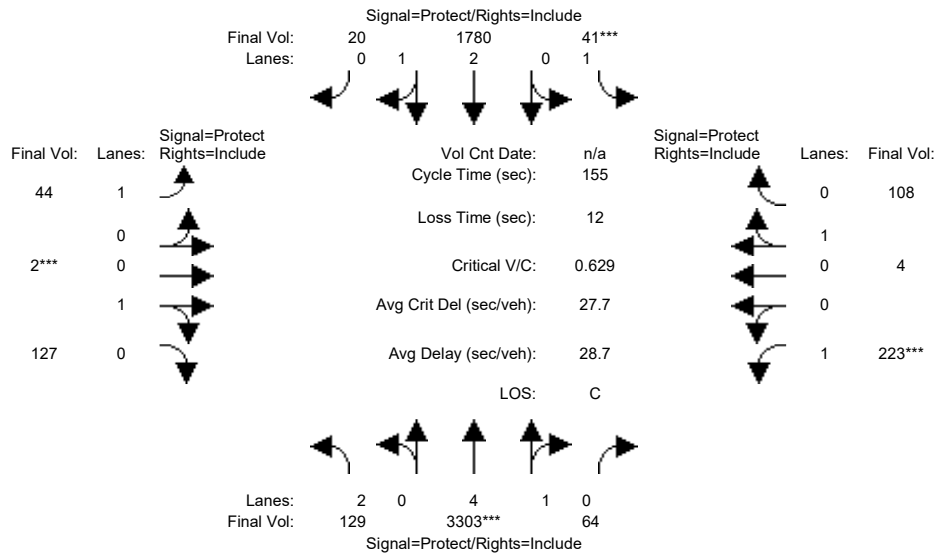 Signal=Protect/Rights=Include
Final Vol: 20 1780 41***
Lanes: 0 1 2 0 1
Signal=Protect
Final Vol: Lanes: Rights=Include
Vol Cnt Date: n/a
Signal=Protect
Rights=Include Lanes: Final Vol:
Cycle Time (sec): 155
44 1
0 108
Loss Time (sec): 12
0
1
2*** 0
Critical V/C: 0.629
0 4
1
Avg Crit Del (sec/veh): 27.7
0
127 0
Avg Delay (sec/veh): 28.7
1 223***
LOS: C
Lanes: 2 0 4 1 0
Final Vol: 129 3303*** 64
Signal=Protect/Rights=Include